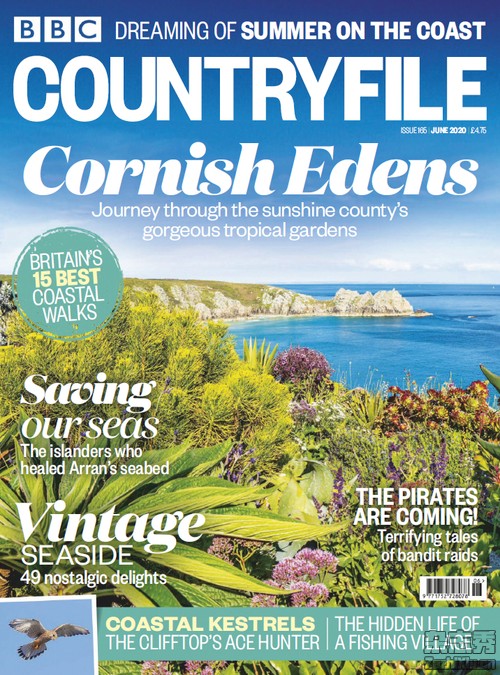 BBC DREAMING OF SUMMER ON THE COAST
COUNTRYFILE
ISSUE 165 | JUNE 2020 | £4.75
Cornish Edens
Journey through the sunshine county's
gorgeous tropical gardens
BRITAIN'S
15 BEST
COASTAL
WALKS
Saving
our seas
The islanders who
healed Arran's seabed
Vintage
SEASIDE
49 nostalgic delights
THE PIRATES
ARE COMING!
Terrifying tales
of bandit raids
COASTAL KESTRELS
THE CLIFFTOP'S ACE HUNTER
THE HIDDEN LIFE OF
A FISHING VILLAGE